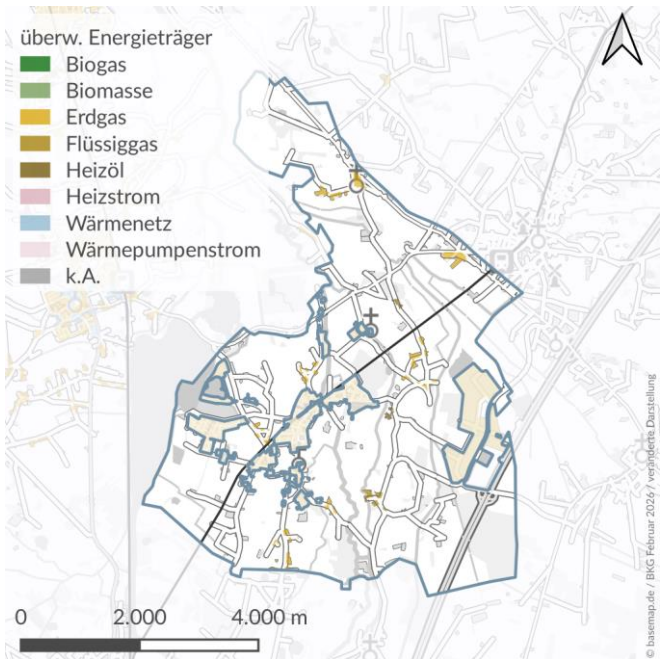 überw. Energieträger
Biogas
Biomasse
Erdgas
Flüssiggas
Heizöl
Heizstrom
Wärmenetz
Wärmepumpenstrom
k.A.
0 2.000 4.000 m
© basemap.de / BKG Februar 2026 / veränderte Darstellung